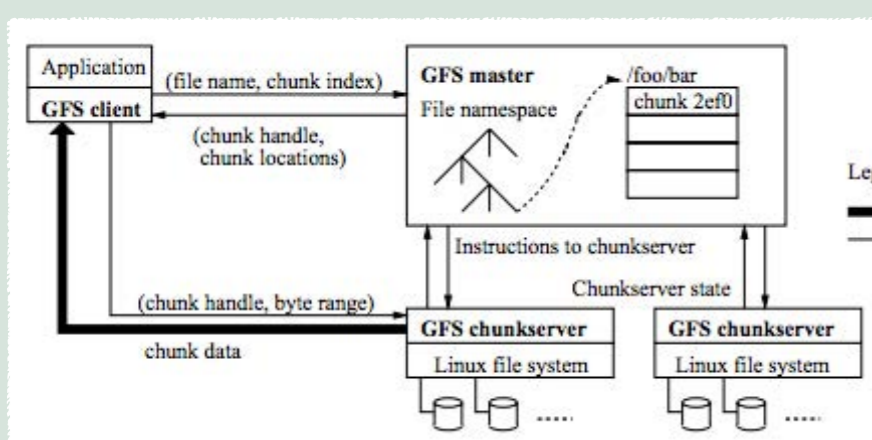 Application
GFS client
(file name, chunk index)
(chunk handle,
chunk locations)
GFS master
File namespace
/foo/bar
chunk 2ef0
Instructions to chunkserver
Chunkserver state
(chunk handle, byte range)
chunk data
GFS chunkserver
Linux file system
GFS chunkserver
Linux file system